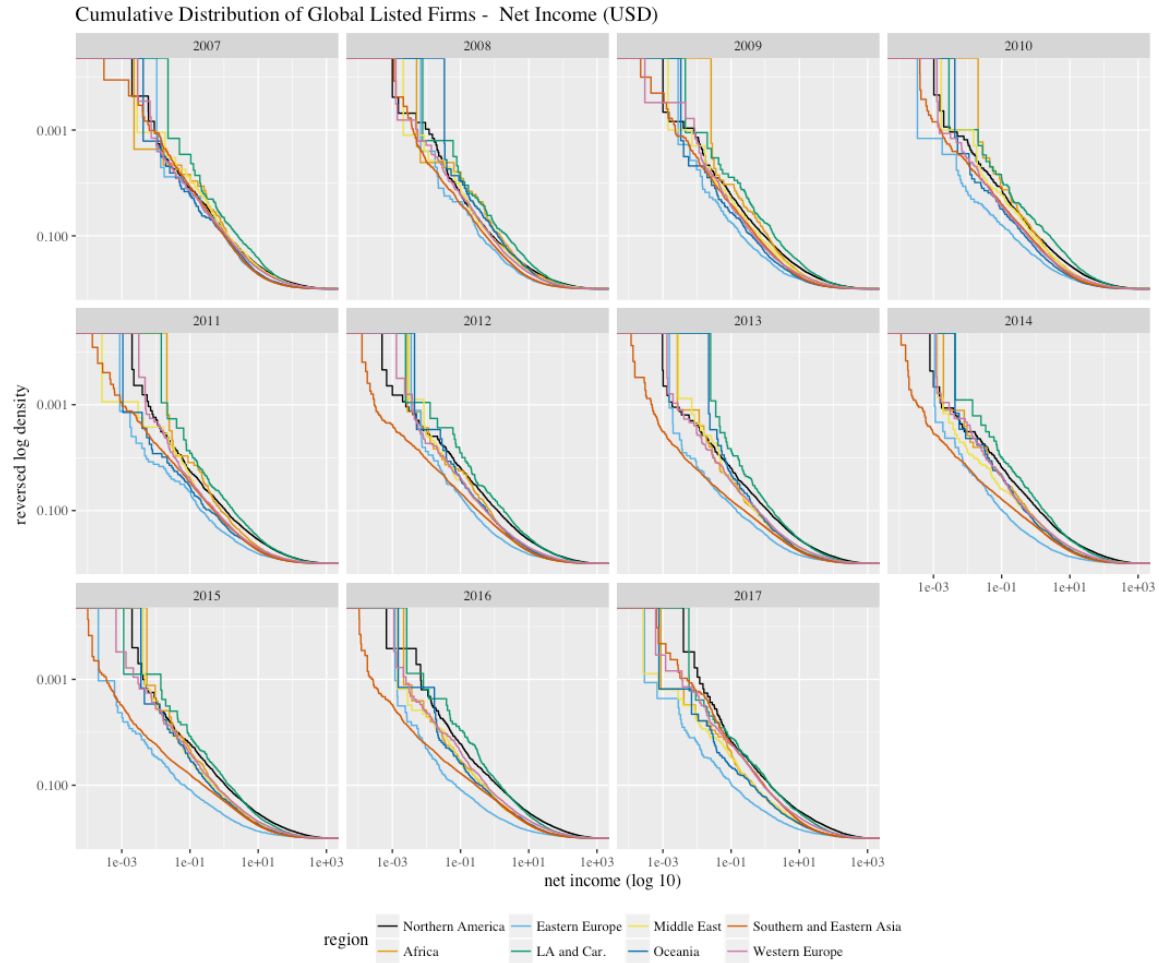 Cumulative Distribution of Global Listed Firms - Net Income (USD)
2007 2008 2009 2010
0.001
0.100
2011 2012 2013 2014
0.001
0.100
1e-03 1e-01 1e+01 1e+03
2015 2016 2017
0.001
0.100
1e-03 1e-01 1e+01 1e+03 1e-03 1e-01 1e+01 1e+03 1e-03 1e-01 1e+01 1e+03
reversed log density
net income (log 10)
region
Northern America Eastern Europe Middle East Southern and Eastern Asia
Africa LA and Car. Oceania Western Europe